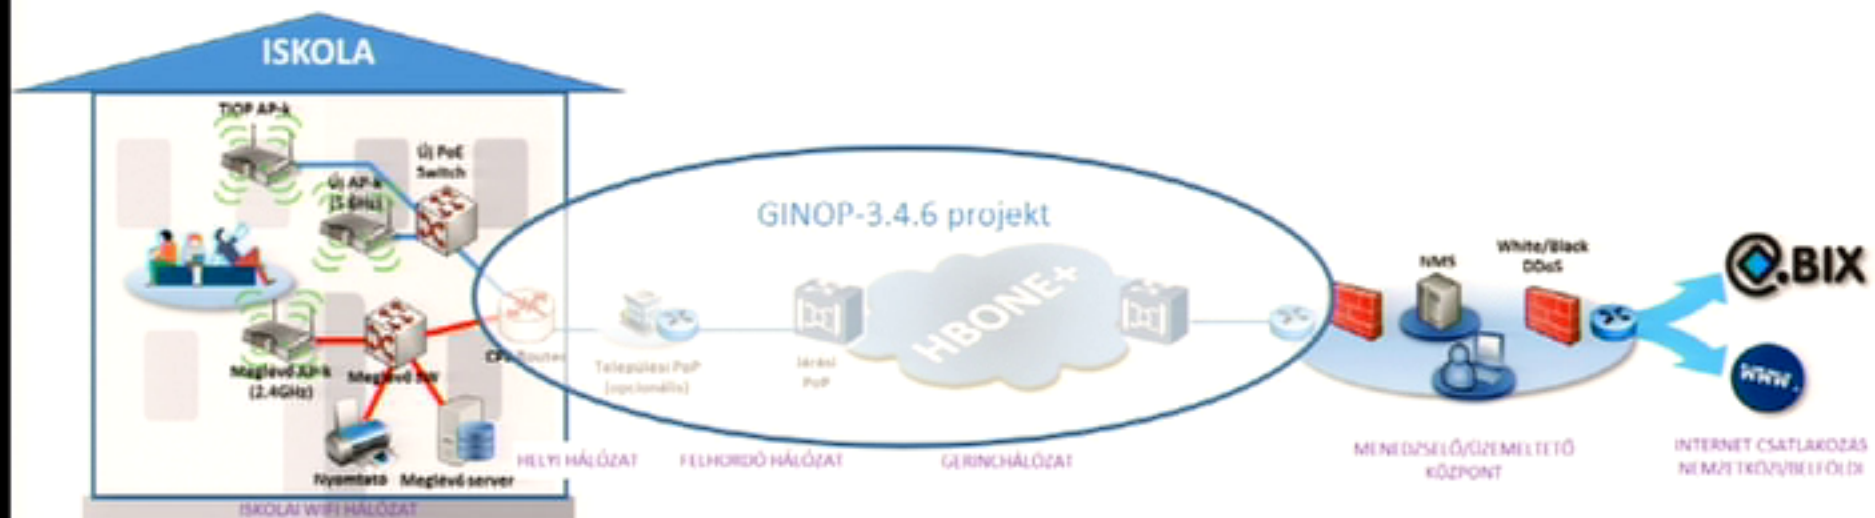 ISKOLA
TIOP AP-k
Új PoE
Switch
Új AP-k
(5 GHz)
Meglévő AP-k
(2.4GHz)
Meglévő SW
Nyomtató
Meglévő server
ISKOLAI WIFI HÁLÓZAT
GINOP-3.4.6 projekt
CPE Router
Települési PoP
(opcionális)
Járási
PoP
HBONE+
HELYI HÁLÓZAT
FELHORDÓ HÁLÓZAT
GERINCHÁLÓZAT
NMS
White/Black
DDoS
MENEDZSELŐ/ÜZEMELTETŐ
KÖZPONT
.BIX
WWW.
INTERNET CSATLAKOZÁS
NEMZETKÖZI/BELFÖLDI